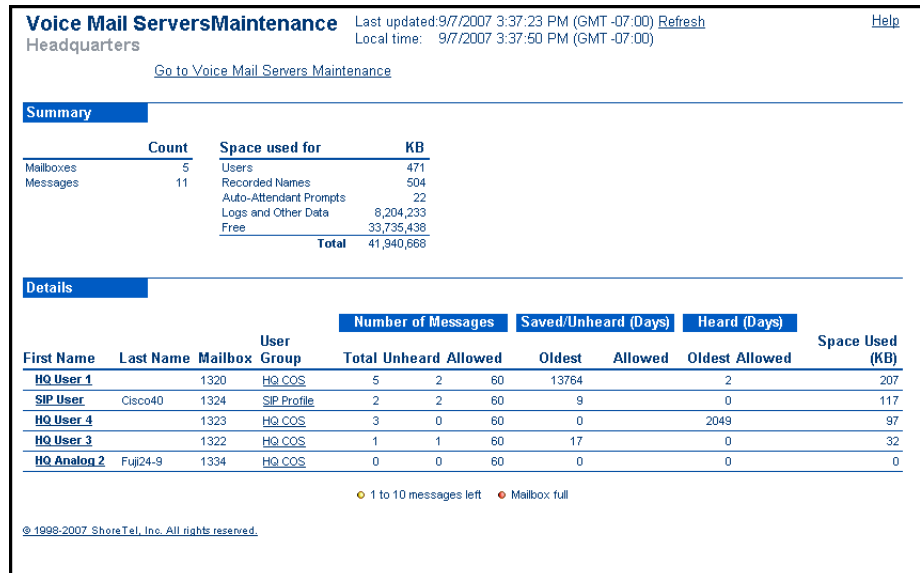 Voice Mail ServersMaintenance Last updated:9/7/2007 3:37:23 PM (GMT -07:00) Refresh Help
Headquarters Local time: 9/7/2007 3:37:50 PM (GMT -07:00)
Go to Voice Mail Servers Maintenance
Summary
Count Space used for KB
Mailboxes 5 Users 471
Messages 11 Recorded Names 504
Auto-Attendant Prompts 22
Logs and Other Data 8,204,233
Free 33,735,438
Total 41,940,668
Details
Number of Messages Saved/Unheard (Days) Heard (Days)
First Name Last Name Mailbox User Group Total Unheard Allowed Oldest Allowed Oldest Allowed Space Used (KB)
HQ User 1 1320 HQ COS 5 2 60 13764 2 207
SIP User Cisco40 1324 SIP Profile 2 2 60 9 0 117
HQ User 4 1323 HQ COS 3 0 60 0 2049 97
HQ User 3 1322 HQ COS 1 1 60 17 0 32
HQ Analog 2 Fuji24-9 1334 HQ COS 0 0 60 0 0 0
1 to 10 messages left Mailbox full
© 1998-2007 ShoreTel, Inc. All rights reserved.